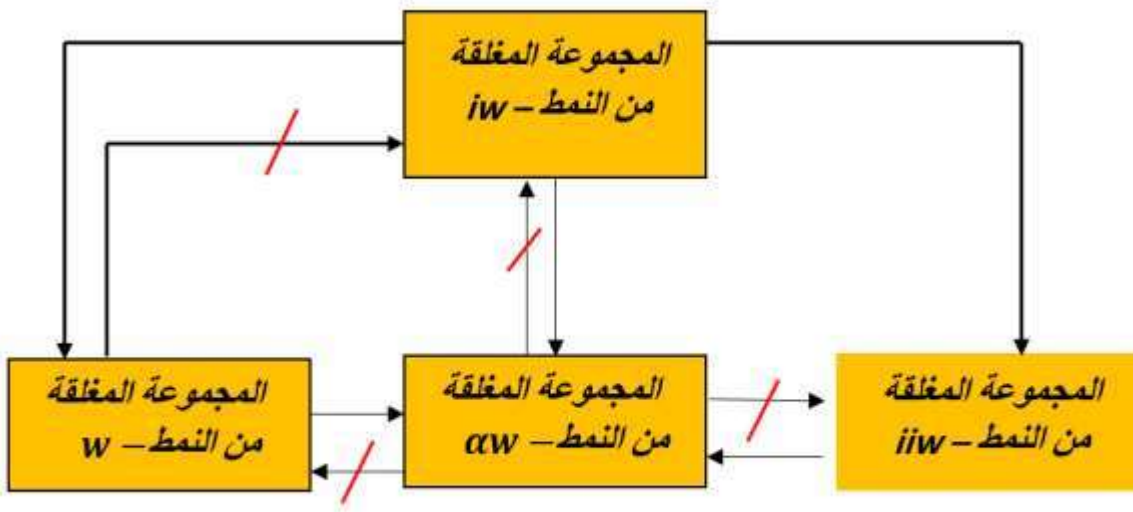 المجموعة المغلقة
من النمط – iw
المجموعة المغلقة
من النمط – w
المجموعة المغلقة
من النمط – αw
المجموعة المغلقة
من النمط – iiw